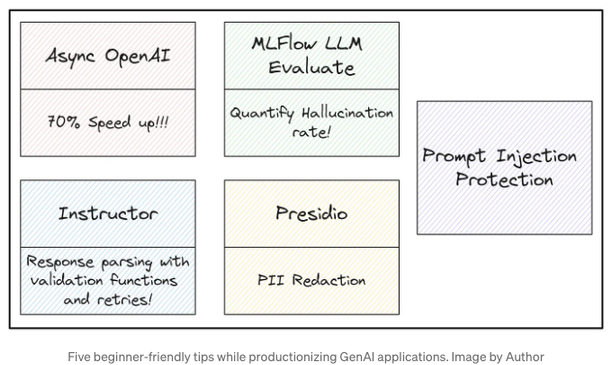 Async OpenAI
70% Speed up!!!
MLFlow LLM
Evaluate
Quantify Hallucination
rate!
Prompt Injection
Protection
Instructor
Response parsing with
validation functions
and retries!
Presidio
PII Redaction
Five beginner-friendly tips while productionizing GenAI applications. Image by Author